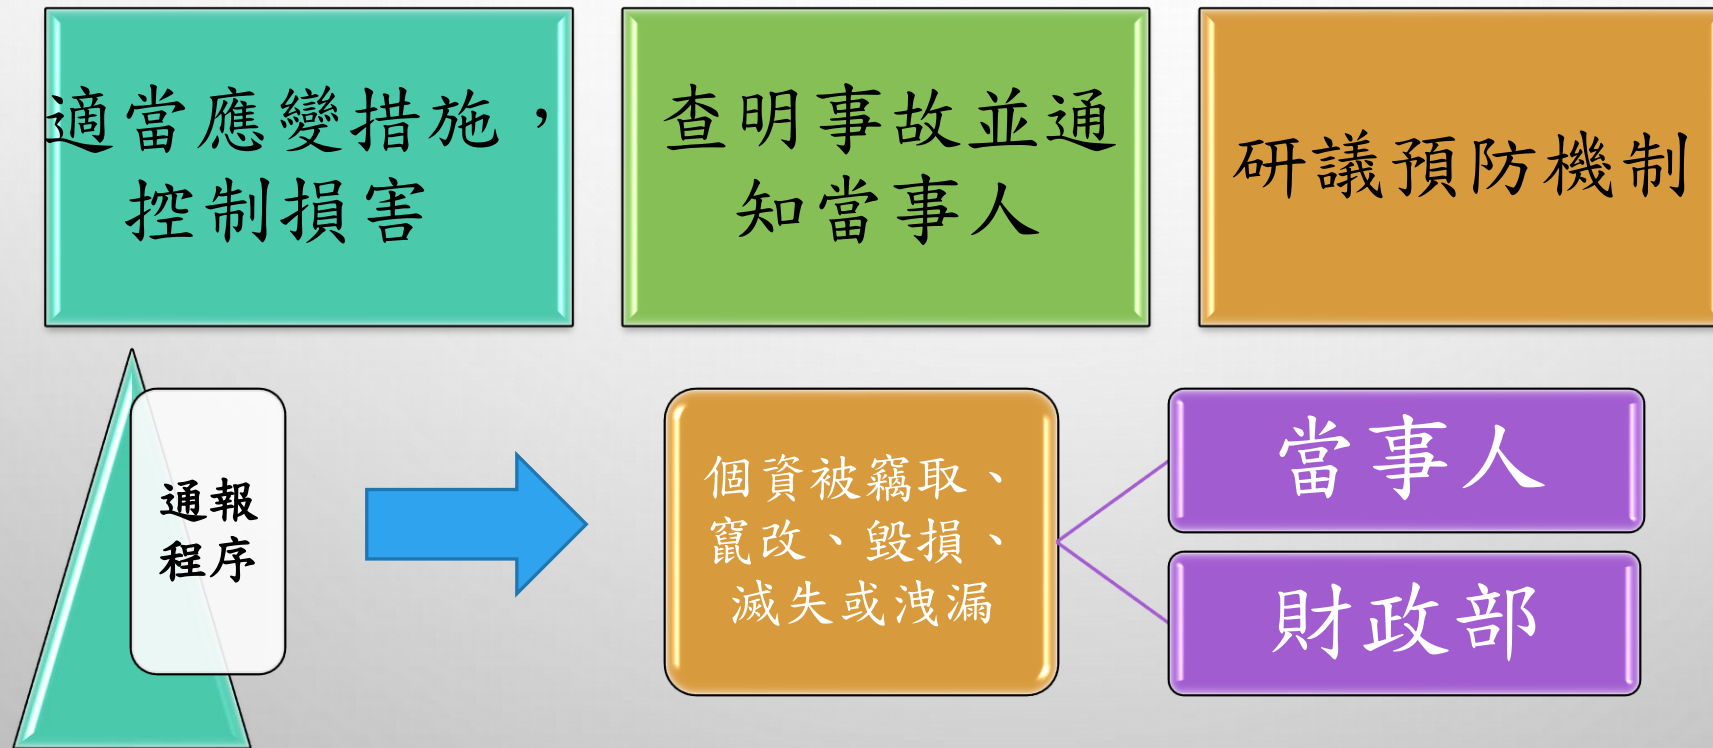 適當應變措施，
控制損害
查明事故並通
知當事人
研議預防機制
通報
程序
個資被竊取、
竄改、毀損、
滅失或洩漏
當事人
財政部